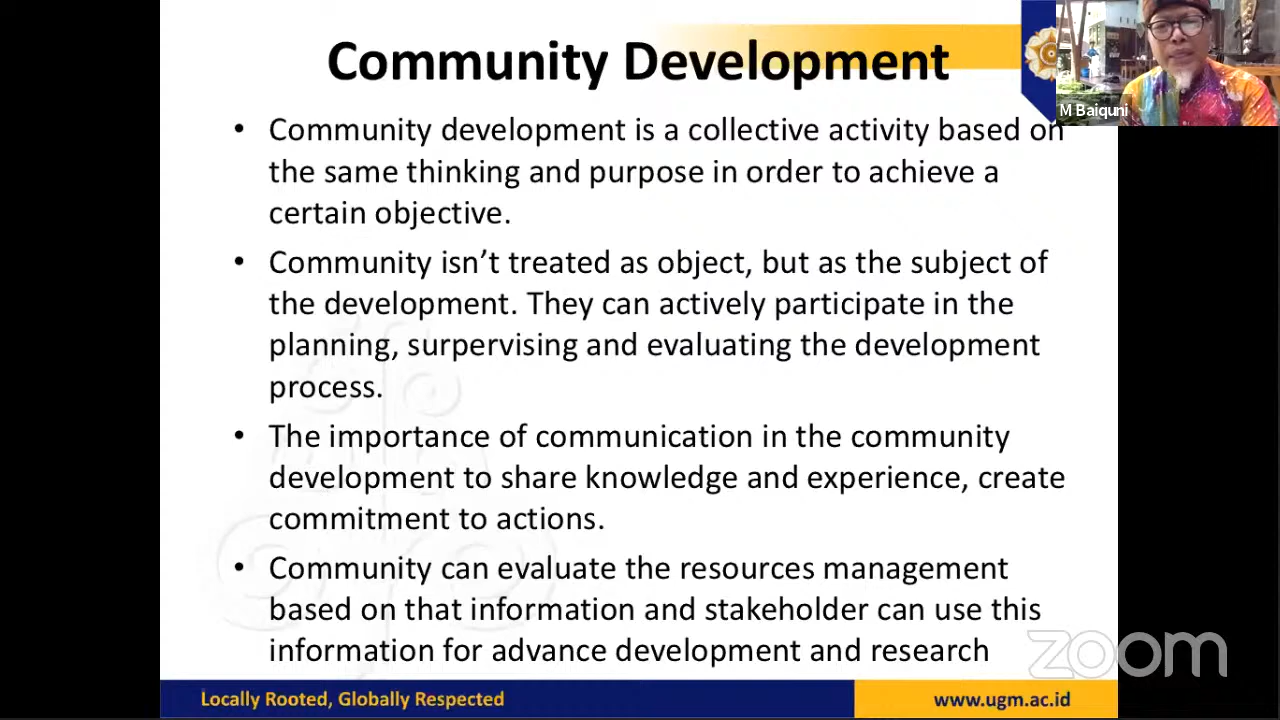 Community Development
M Baiquni
• Community development is a collective activity based on
the same thinking and purpose in order to achieve a
certain objective.
• Community isn’t treated as object, but as the subject of
the development. They can actively participate in the
planning, surpervising and evaluating the development
process.
• The importance of communication in the community
development to share knowledge and experience, create
commitment to actions.
• Community can evaluate the resources management
based on that information and stakeholder can use this
information for advance development and research
zoom
Locally Rooted, Globally Respected
www.ugm.ac.id